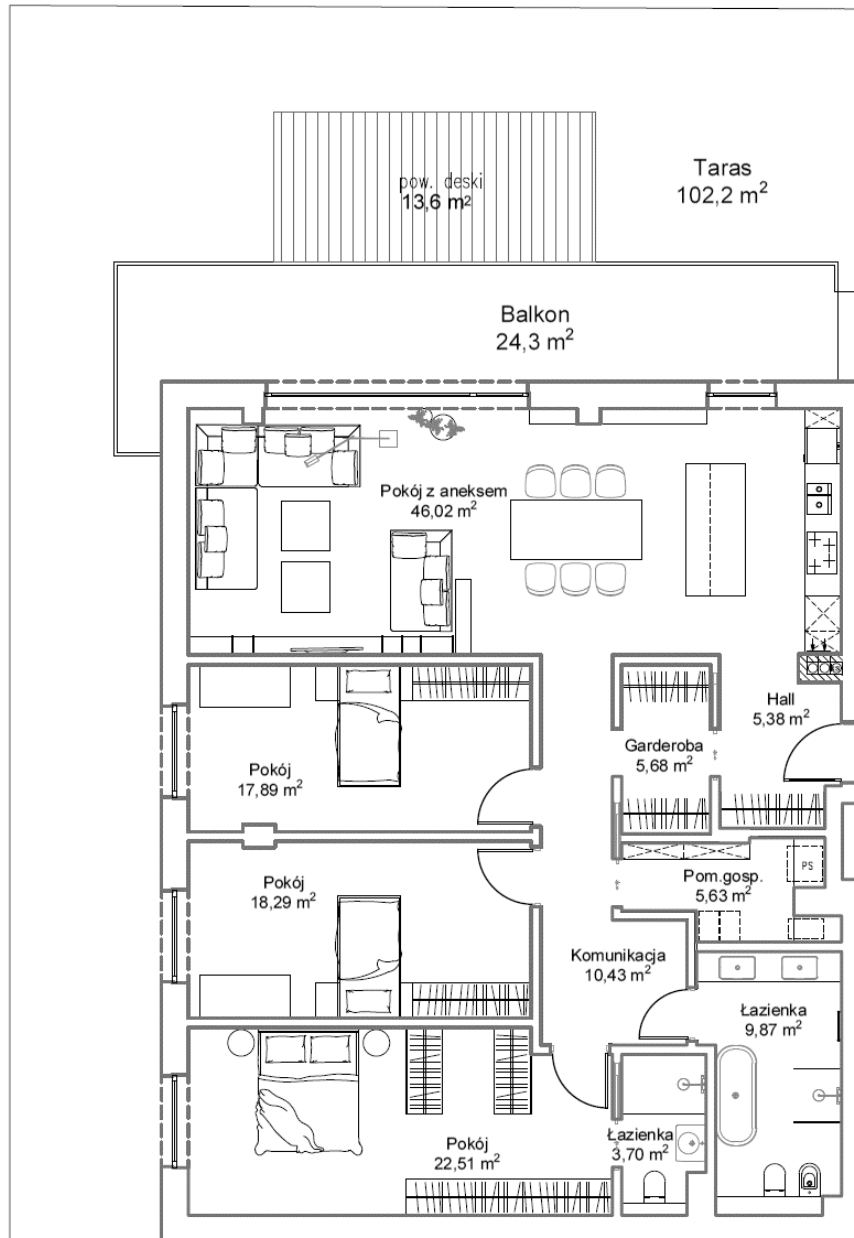 Taras
102,2 m²
pow. deski
13,6 m²
Balkon
24,3 m²
Pokój z aneksem
46,02 m²
Hall
5,38 m²
Garderoba
5,68 m²
Pokój
17,89 m²
Pom.gosp.
5,63 m²
PS
Pokój
18,29 m²
Komunikacja
10,43 m²
Łazienka
9,87 m²
Łazienka
3,70 m²
Pokój
22,51 m²